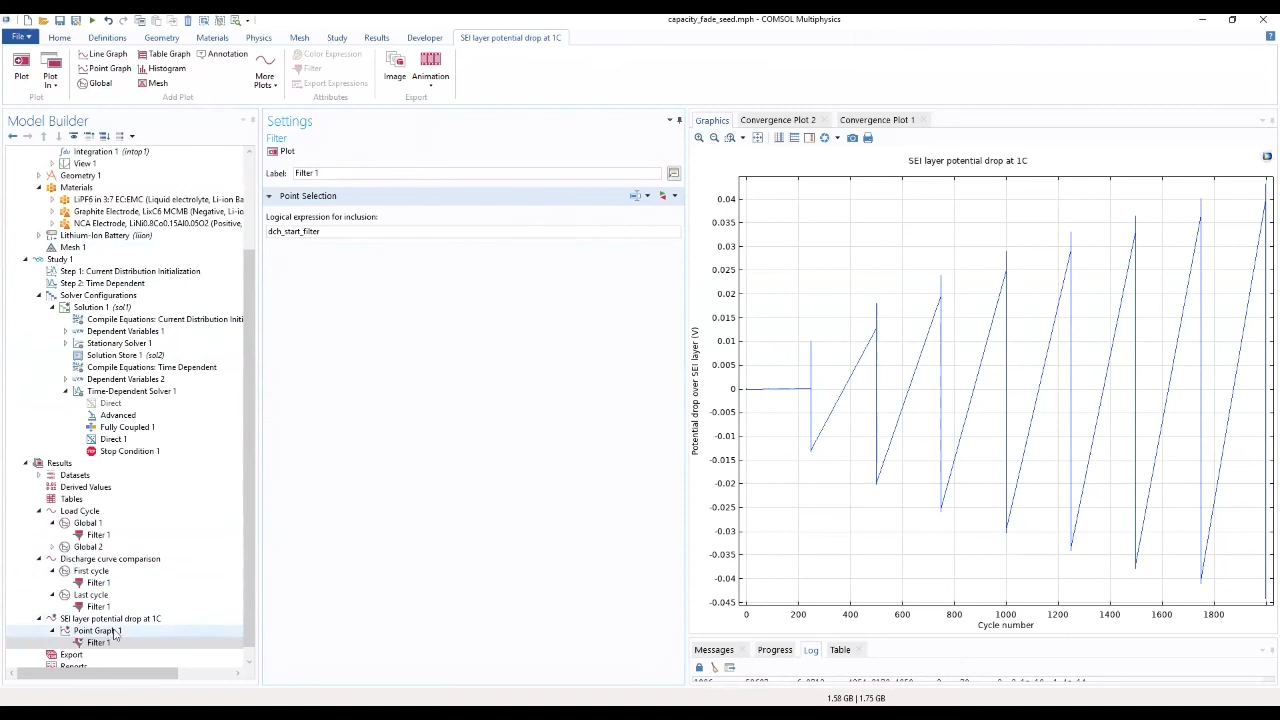 capacity_fade_seed.mph - COMSOL Multiphysics
File
Home
Definitions
Geometry
Materials
Physics
Mesh
Study
Results
Developer
SEI layer potential drop at 1C
Plot
Plot In
Line Graph
Point Graph
Global
Table Graph
Histogram
Mesh
Annotation
More Plots
Color Expression
Filter
Export Expressions
Image
Animation
Plot
Add Plot
Attributes
Export
Model Builder
Integration 1 (intop1)
View 1
Geometry 1
Materials
LiPF6 in 3:7 EC:EMC (Liquid electrolyte, Li-ion Ba
Graphite Electrode, LixC6 MCMB (Negative, Li-io
NCA Electrode, LiNi0.8Co0.15Al0.05O2 (Positive,
Lithium-Ion Battery (liion)
Mesh 1
Study 1
Step 1: Current Distribution Initialization
Step 2: Time Dependent
Solver Configurations
Solution 1 (sol1)
Compile Equations: Current Distribution Initi
Dependent Variables 1
Stationary Solver 1
Solution Store 1 (sol2)
Compile Equations: Time Dependent
Dependent Variables 2
Time-Dependent Solver 1
Direct
Advanced
Fully Coupled 1
Direct 1
Stop Condition 1
Results
Datasets
Derived Values
Tables
Load Cycle
Global 1
Filter 1
Global 2
Discharge curve comparison
First cycle
Filter 1
Last cycle
Filter 1
SEI layer potential drop at 1C
Point Graph 1
Filter 1
Export
Reports
Settings
Filter
Plot
Label: Filter 1
Point Selection
Logical expression for inclusion:
dch_start_filter
Graphics
Convergence Plot 2
Convergence Plot 1
SEI layer potential drop at 1C
Potential drop over SEI layer (V)
0.04
0.035
0.03
0.025
0.02
0.015
0.01
0.005
0
-0.005
-0.01
-0.015
-0.02
-0.025
-0.03
-0.035
-0.04
-0.045
0 200 400 600 800 1000 1200 1400 1600 1800
Cycle number
Messages
Progress
Log
Table
1.58 GB | 1.75 GB